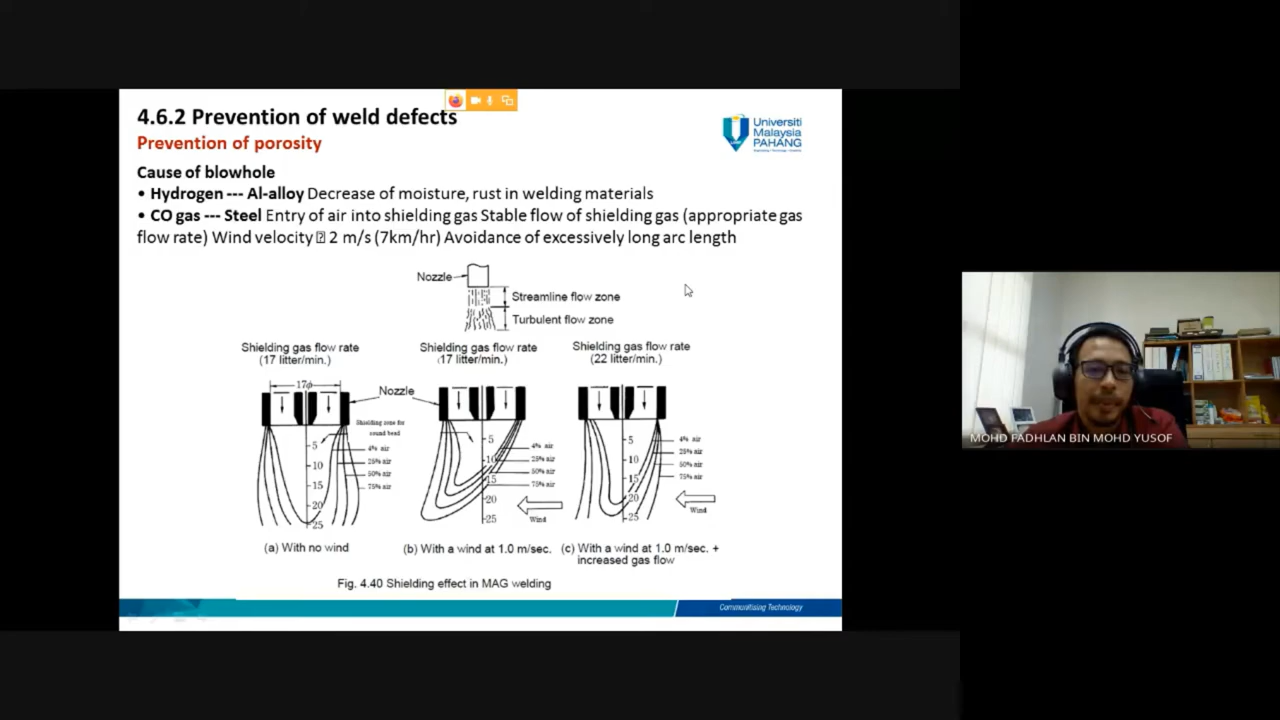 4.6.2 Prevention of weld defects
Prevention of porosity
Universiti
Malaysia
PAHANG
Cause of blowhole
• Hydrogen --- Al-alloy Decrease of moisture, rust in welding materials
• CO gas --- Steel Entry of air into shielding gas Stable flow of shielding gas (appropriate gas
flow rate) Wind velocity 2 m/s (7km/hr) Avoidance of excessively long arc length
Nozzle
Streamline flow zone
Turbulent flow zone
Shielding gas flow rate
(17 litter/min.)
Shielding gas flow rate
(17 litter/min.)
Shielding gas flow rate
(22 litter/min.)
17ϕ
Nozzle
Shielding zone for
sound bead
5
10
15
20
25
4% air
25% air
50% air
75% air
5
10
15
20
25
4% air
25% air
50% air
75% air
Wind
5
10
15
20
25
4% air
25% air
50% air
75% air
Wind
(a) With no wind
(b) With a wind at 1.0 m/sec.
(c) With a wind at 1.0 m/sec. +
increased gas flow
Fig. 4.40 Shielding effect in MAG welding
Communitising Technology
MOHD FADHLAN BIN MOHD YUSOF